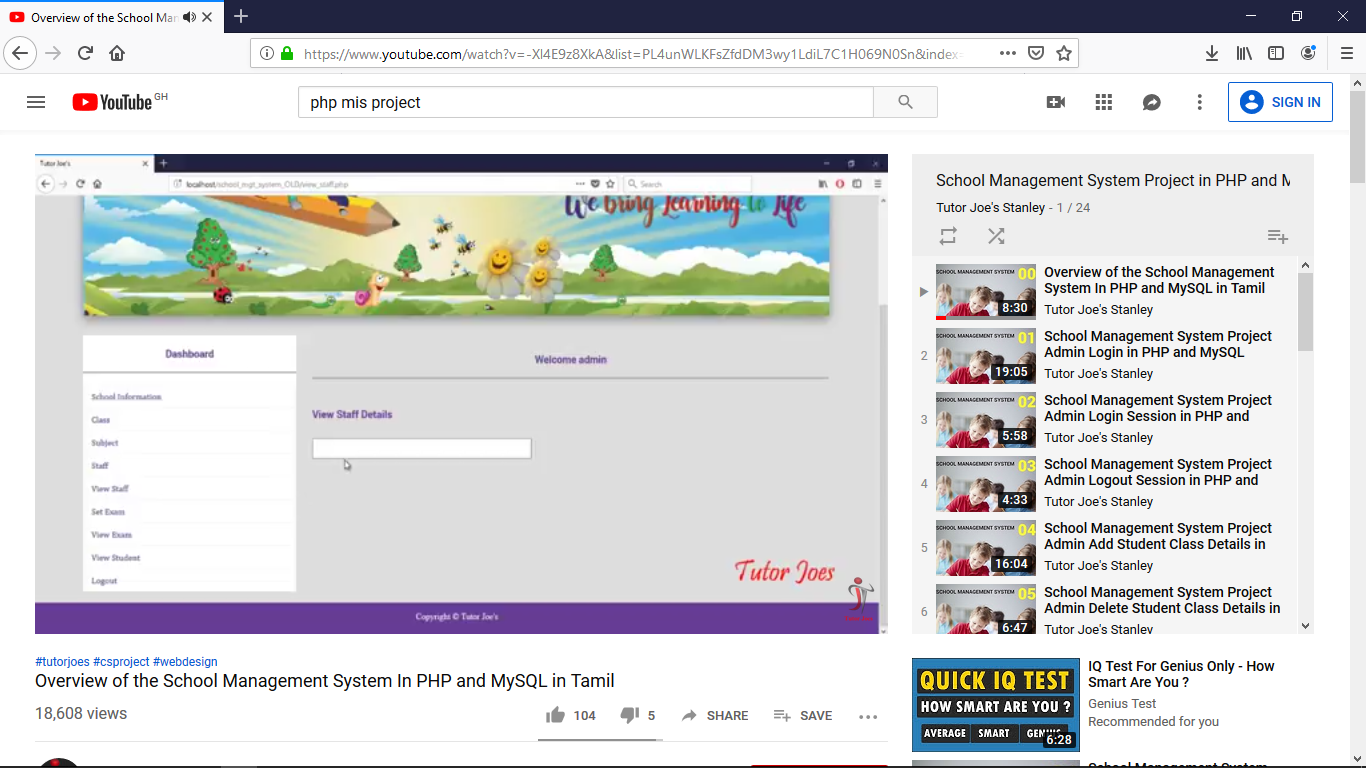 Overview of the School Man
https://www.youtube.com/watch?v=-Xl4E9z8XkA&list=PL4unWLKFsZfdDM3wy1LdiL7C1H069N0Sn&index=
YouTube GH
php mis project
SIGN IN
Tutor Joe's
localhost/school_mgt_system_OLD/view_staff.php
Search
We Bring Learning to Life
Dashboard
School Information
Class
Subject
Staff
View Staff
Set Exam
View Exam
View Student
Logout
Welcome admin
View Staff Details
Tutor Joes
Copyright © Tutor Joe's
#tutorjoes #csproject #webdesign
Overview of the School Management System In PHP and MySQL in Tamil
18,608 views
104
5
SHARE
SAVE
School Management System Project in PHP and M
Tutor Joe's Stanley - 1 / 24
SCHOOL MANAGEMENT SYSTEM 00
8:30
Overview of the School Management
System In PHP and MySQL in Tamil
Tutor Joe's Stanley
2
SCHOOL MANAGEMENT SYSTEM 01
19:05
School Management System Project
Admin Login in PHP and MySQL
Tutor Joe's Stanley
3
SCHOOL MANAGEMENT SYSTEM 02
5:58
School Management System Project
Admin Login Session in PHP and
Tutor Joe's Stanley
4
SCHOOL MANAGEMENT SYSTEM 03
4:33
School Management System Project
Admin Logout Session in PHP and
Tutor Joe's Stanley
5
SCHOOL MANAGEMENT SYSTEM 04
16:04
School Management System Project
Admin Add Student Class Details in
Tutor Joe's Stanley
6
SCHOOL MANAGEMENT SYSTEM 05
6:47
School Management System Project
Admin Delete Student Class Details in
Tutor Joe's Stanley
QUICK IQ TEST
HOW SMART ARE YOU ?
AVERAGE SMART GENIUS
6:28
IQ Test For Genius Only - How
Smart Are You ?
Genius Test
Recommended for you
School Management System